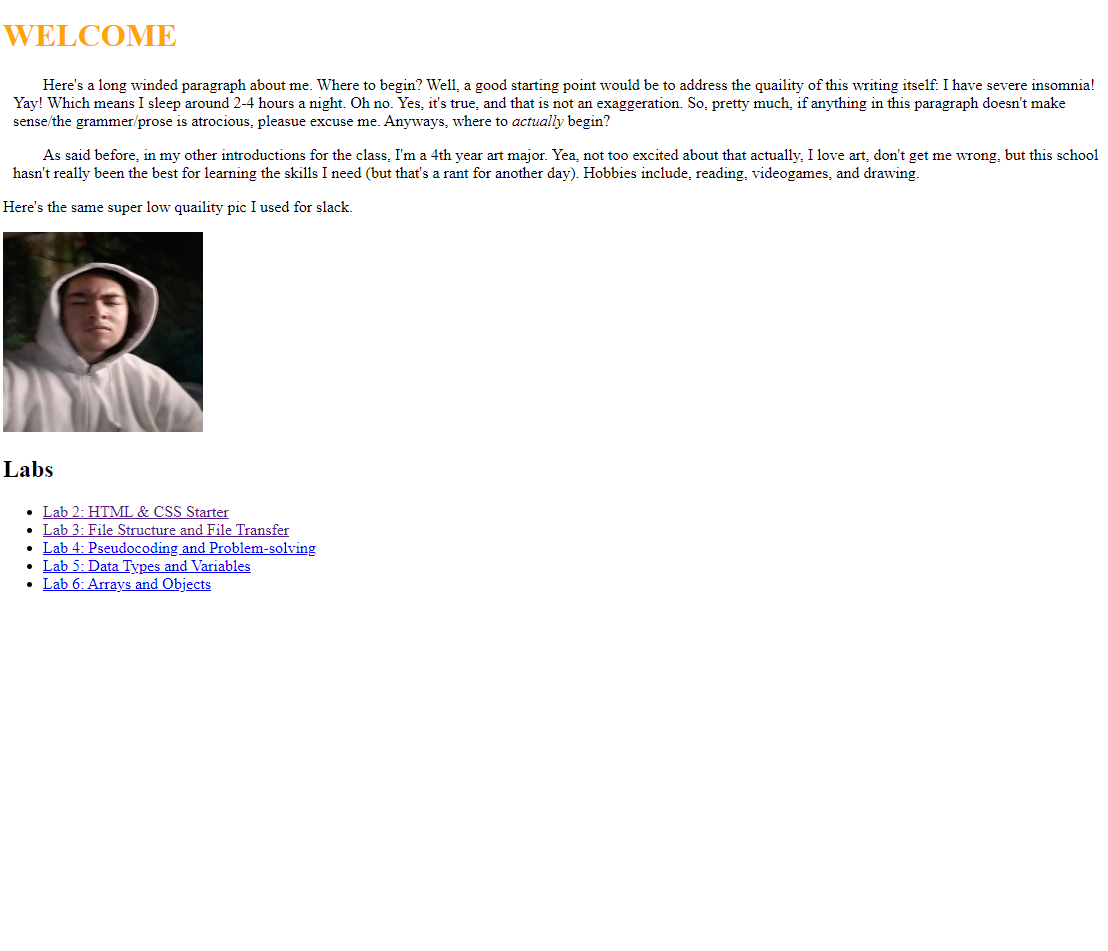 WELCOME
Here's a long winded paragraph about me. Where to begin? Well, a good starting point would be to address the quaility of this writing itself: I have severe insomnia!
Yay! Which means I sleep around 2-4 hours a night. Oh no. Yes, it's true, and that is not an exaggeration. So, pretty much, if anything in this paragraph doesn't make
sense/the grammer/prose is atrocious, pleasue excuse me. Anyways, where to actually begin?
As said before, in my other introductions for the class, I'm a 4th year art major. Yea, not too excited about that actually, I love art, don't get me wrong, but this school
hasn't really been the best for learning the skills I need (but that's a rant for another day). Hobbies include, reading, videogames, and drawing.
Here's the same super low quaility pic I used for slack.
Labs
Lab 2: HTML & CSS Starter
Lab 3: File Structure and File Transfer
Lab 4: Pseudocoding and Problem-solving
Lab 5: Data Types and Variables
Lab 6: Arrays and Objects